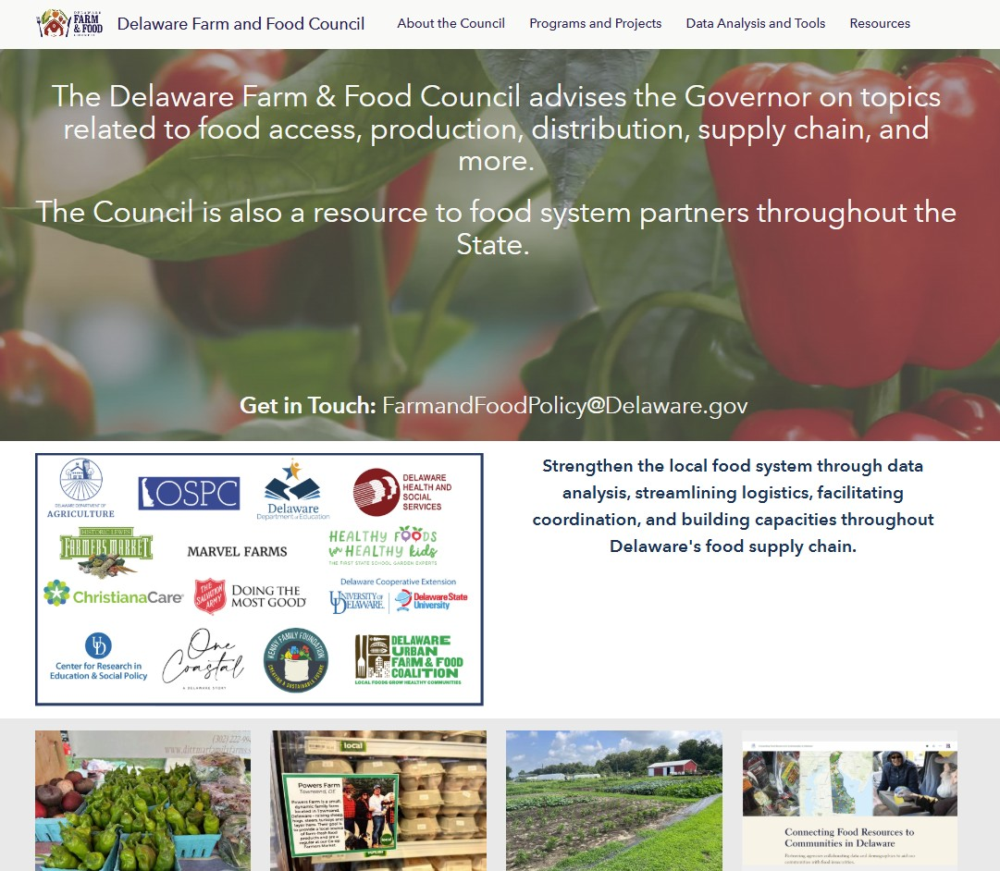 DELAWARE
FARM
& FOOD
COUNCIL
Delaware Farm and Food Council
About the Council
Programs and Projects
Data Analysis and Tools
Resources
The Delaware Farm & Food Council advises the Governor on topics
related to food access, production, distribution, supply chain, and
more.
The Council is also a resource to food system partners throughout the
State.
Get in Touch: FarmandFoodPolicy@Delaware.gov
DELAWARE DEPARTMENT OF
AGRICULTURE
OSPC
Delaware
Department of Education
DELAWARE
HEALTH AND
SOCIAL
SERVICES
HISTORIC LEWES
FARMERS MARKET
MARVEL FARMS
HEALTHY FOODS
for HEALTHY kids
THE FIRST STATE SCHOOL GARDEN EXPERTS
ChristianaCare
THE
SALVATION
ARMY
DOING THE
MOST GOOD
Delaware Cooperative Extension
UNIVERSITY OF
DELAWARE
Delaware State
University
UD
Center for Research in
Education & Social Policy
One
Coastal
A DELAWARE STORY
KENNY FAMILY FOUNDATION
CREATING A SUSTAINABLE FUTURE
DELAWARE
URBAN
FARM & FOOD
COALITION
LOCAL FOODS GROW HEALTHY COMMUNITIES
Strengthen the local food system through data
analysis, streamlining logistics, facilitating
coordination, and building capacities throughout
Delaware's food supply chain.
local
Powers Farm
Townsend, DE
Powers Farm is a small,
dynamic family farm
located in Townsend,
local
Connecting Food Resources to
Communities in Delaware